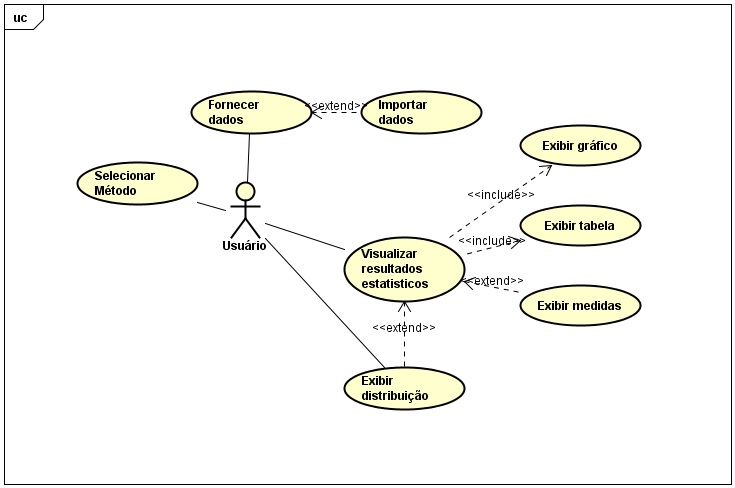 uc
Fornecer
dados
<<extend>>
Importar
dados
Exibir gráfico
Selecionar
Método
<<include>>
Usuário
Exibir tabela
<<include>>
Visualizar
resultados
estatisticos
<<extend>>
Exibir medidas
<<extend>>
Exibir
distribuição